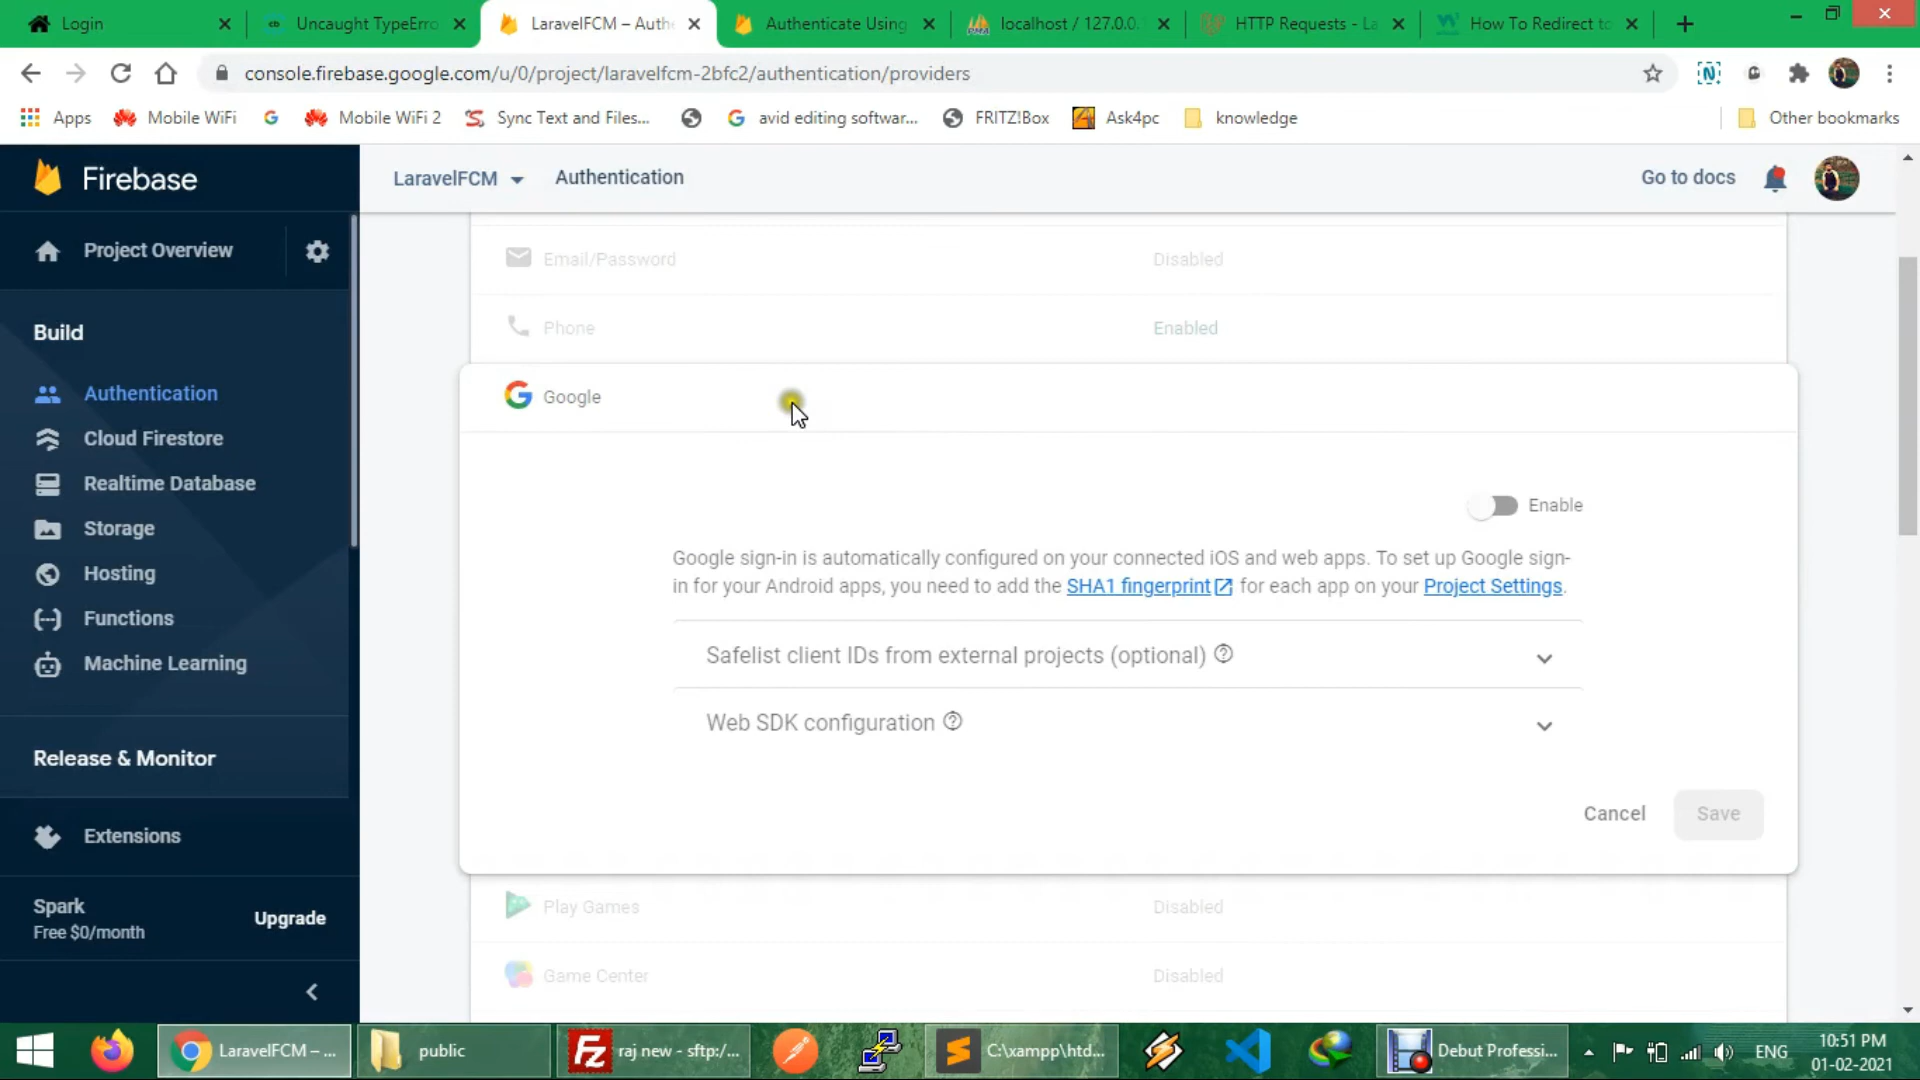 Login
Uncaught TypeErro
LaravelFCM – Authe
Authenticate Using
localhost / 127.0.0.
HTTP Requests - La
How To Redirect to
console.firebase.google.com/u/0/project/laravelfcm-2bfc2/authentication/providers
Apps
Mobile WiFi
Mobile WiFi 2
Sync Text and Files...
avid editing softwar...
FRITZ!Box
Ask4pc
knowledge
Other bookmarks
Firebase
LaravelFCM
Authentication
Go to docs
Project Overview
Build
Authentication
Cloud Firestore
Realtime Database
Storage
Hosting
Functions
Machine Learning
Release & Monitor
Extensions
Spark
Free $0/month
Upgrade
Email/Password
Disabled
Phone
Enabled
Google
Enable
Google sign-in is automatically configured on your connected iOS and web apps. To set up Google sign-
in for your Android apps, you need to add the SHA1 fingerprint for each app on your Project Settings.
Safelist client IDs from external projects (optional)
Web SDK configuration
Cancel
Save
Play Games
Disabled
Game Center
Disabled
LaravelFCM – ...
public
raj new - sftp:/...
C:\xampp\htd...
Debut Professi...
ENG
10:51 PM
01-02-2021